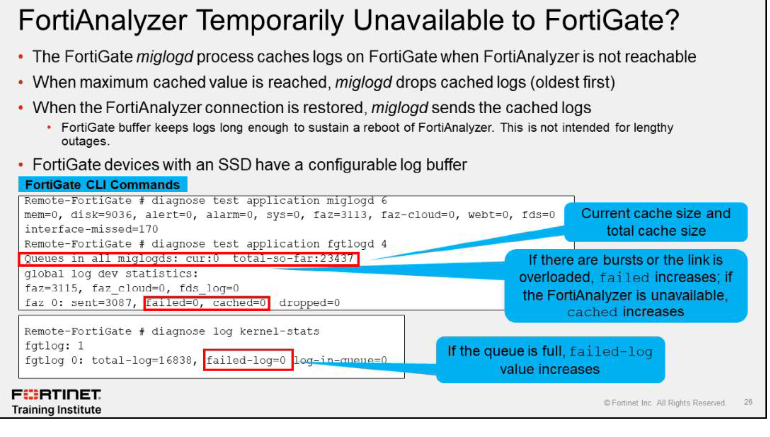 FortiAnalyzer Temporarily Unavailable to FortiGate?
• The FortiGate miglogd process caches logs on FortiGate when FortiAnalyzer is not reachable
• When maximum cached value is reached, miglogd drops cached logs (oldest first)
• When the FortiAnalyzer connection is restored, miglogd sends the cached logs
• FortiGate buffer keeps logs long enough to sustain a reboot of FortiAnalyzer. This is not intended for lengthy
outages.
• FortiGate devices with an SSD have a configurable log buffer
FortiGate CLI Commands
Remote-FortiGate # diagnose test application miglogd 6
mem=0, disk=9036, alert=0, alarm=0, sys=0, faz=3113, faz-cloud=0, webt=0, fds=0
interface-missed=170
Remote-FortiGate # diagnose test application fgtlogd 4
Queues in all miglogds: cur:0 total-so-far:23437
global log dev statistics:
faz=3115, faz_cloud=0, fds_log=0
faz 0: sent=3087, failed=0, cached=0 dropped=0
Current cache size and
total cache size
If there are bursts or the link is
overloaded, failed increases; if
the FortiAnalyzer is unavailable,
cached increases
Remote-FortiGate # diagnose log kernel-stats
fgtlog: 1
fgtlog 0: total-log=16838, failed-log=0 log-in-queue=0
If the queue is full, failed-log
value increases
FORTINET
Training Institute
© Fortinet Inc. All Rights Reserved. 26